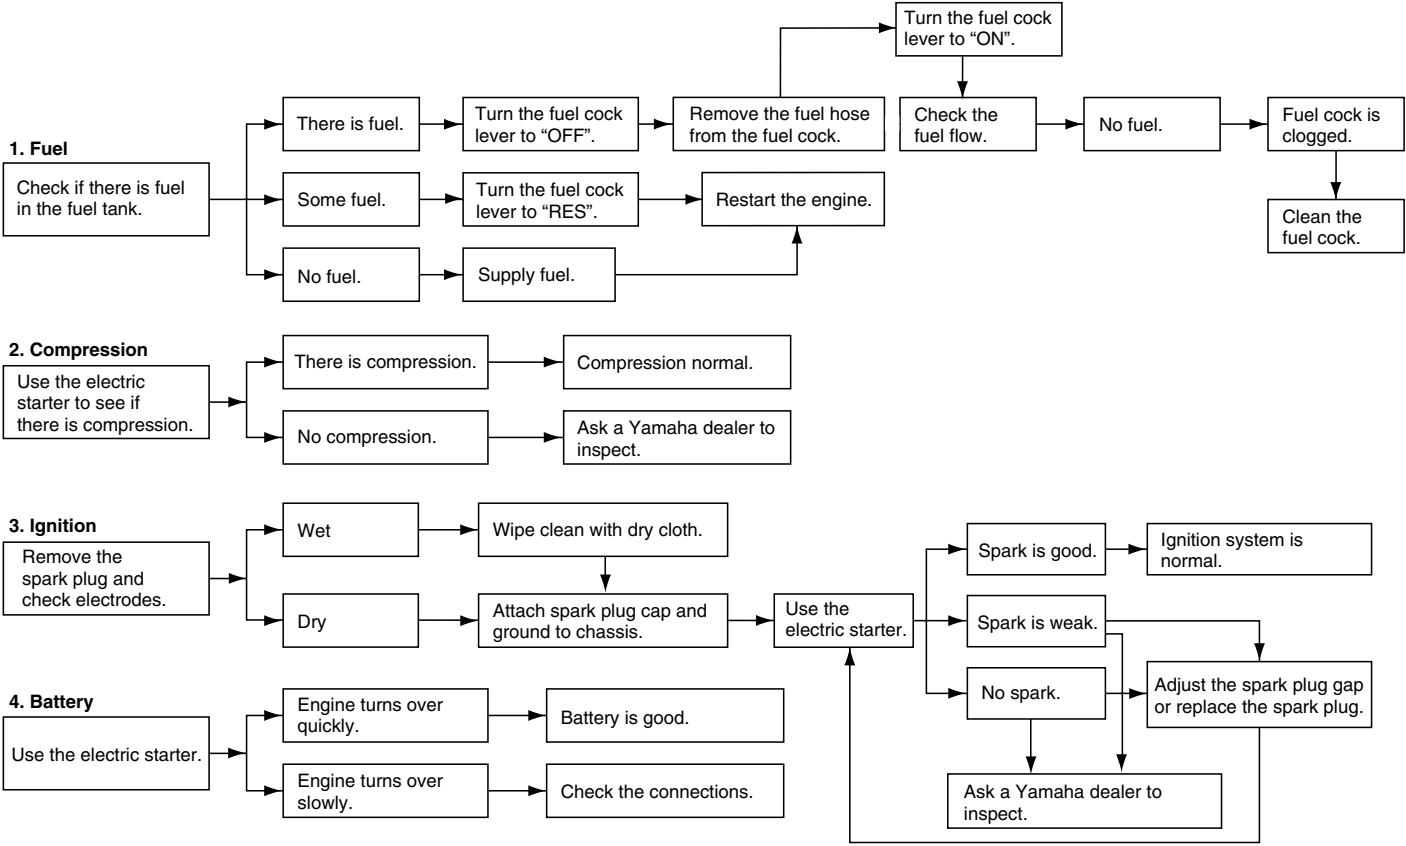 1. Fuel
Check if there is fuel
in the fuel tank.
There is fuel.
Turn the fuel cock
lever to “OFF”.
Remove the fuel hose
from the fuel cock.
Turn the fuel cock
lever to “ON”.
Check the
fuel flow.
No fuel.
Fuel cock is
clogged.
Clean the
fuel cock.
Some fuel.
Turn the fuel cock
lever to “RES”.
Restart the engine.
No fuel.
Supply fuel.
2. Compression
Use the electric
starter to see if
there is compression.
There is compression.
Compression normal.
No compression.
Ask a Yamaha dealer to
inspect.
3. Ignition
Remove the
spark plug and
check electrodes.
Wet
Wipe clean with dry cloth.
Dry
Attach spark plug cap and
ground to chassis.
Use the
electric starter.
Spark is good.
Ignition system is
normal.
Spark is weak.
No spark.
Adjust the spark plug gap
or replace the spark plug.
Ask a Yamaha dealer to
inspect.
4. Battery
Use the electric starter.
Engine turns over
quickly.
Battery is good.
Engine turns over
slowly.
Check the connections.